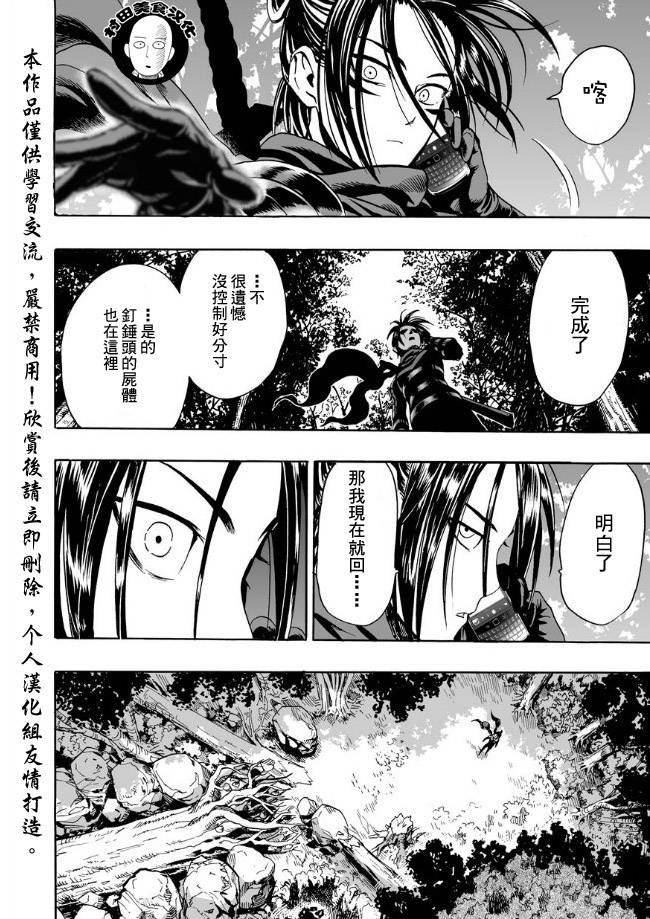 村田美食汉化
本作品僅供學習交流，嚴禁商用！欣賞後請立即刪除，个人漢化組友情打造。
喀
完成了
…不
很遺憾
沒控制好分寸
…是的
釘錘頭的屍體
也在這裡
明白了
那我現在就回……